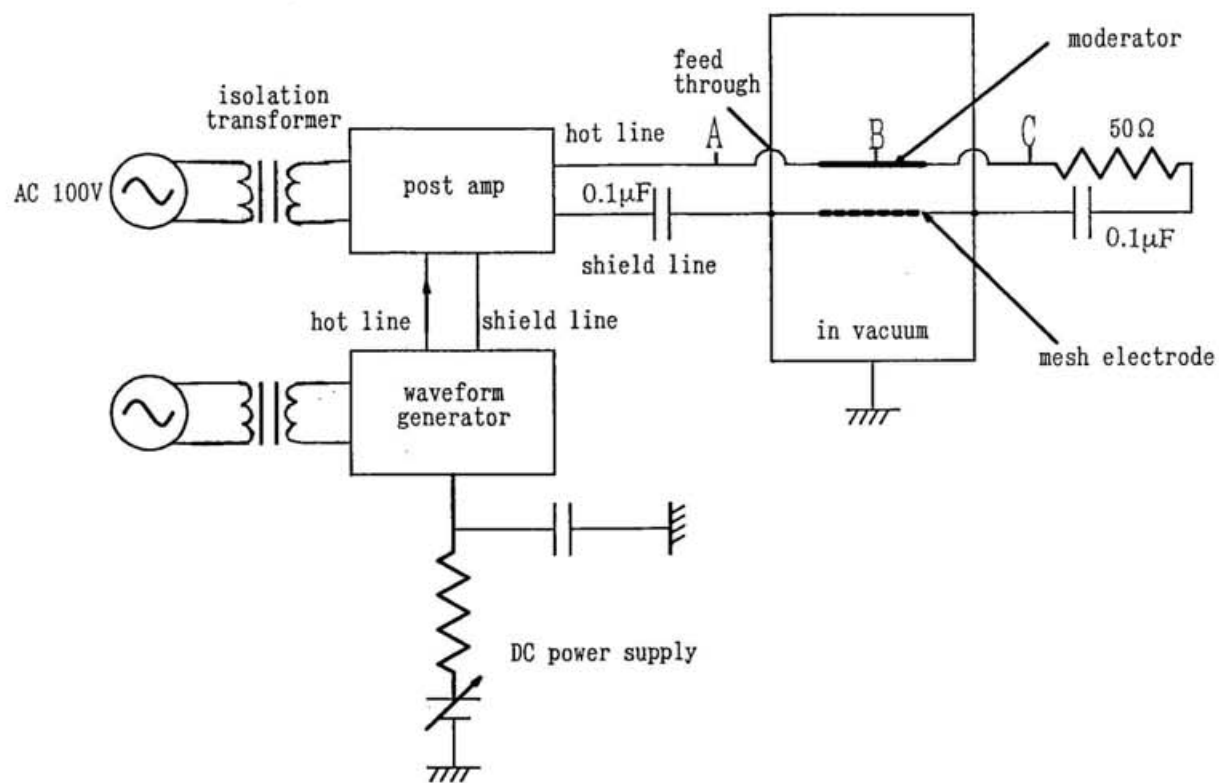 isolation
transformer
AC 100V
post amp
hot line
0.1μF
shield line
feed
through
A
B
C
moderator
50Ω
0.1μF
in vacuum
mesh electrode
hot line
shield line
waveform
generator
DC power supply